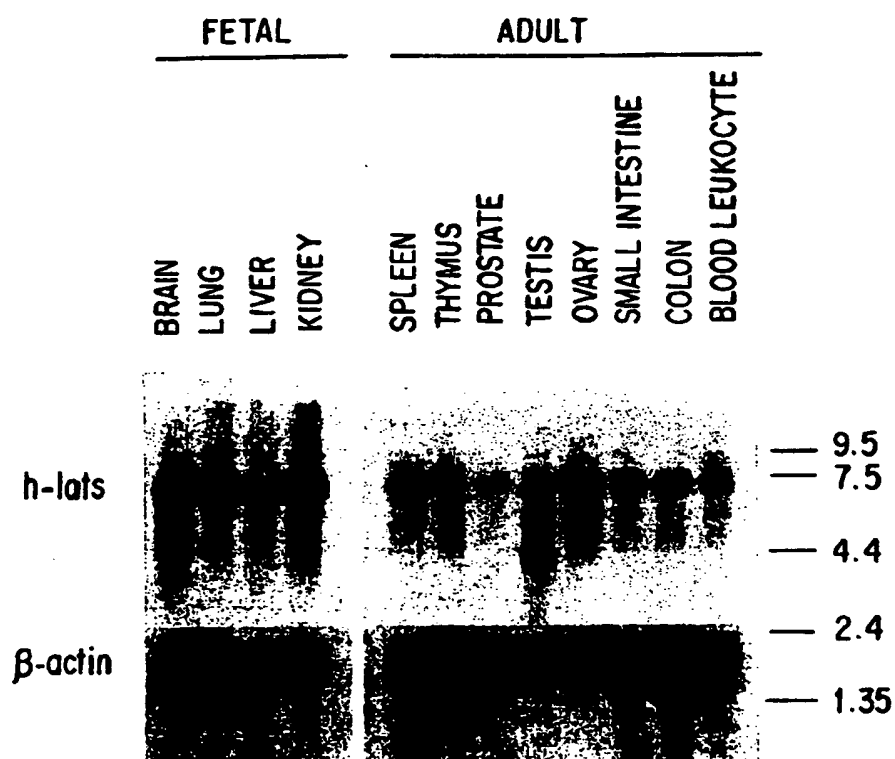 FETAL ADULT
BRAIN
LUNG
LIVER
KIDNEY
SPLEEN
THYMUS
PROSTATE
TESTIS
OVARY
SMALL INTESTINE
COLON
BLOOD LEUKOCYTE
h-lats
9.5
7.5
4.4
2.4
β-actin
1.35